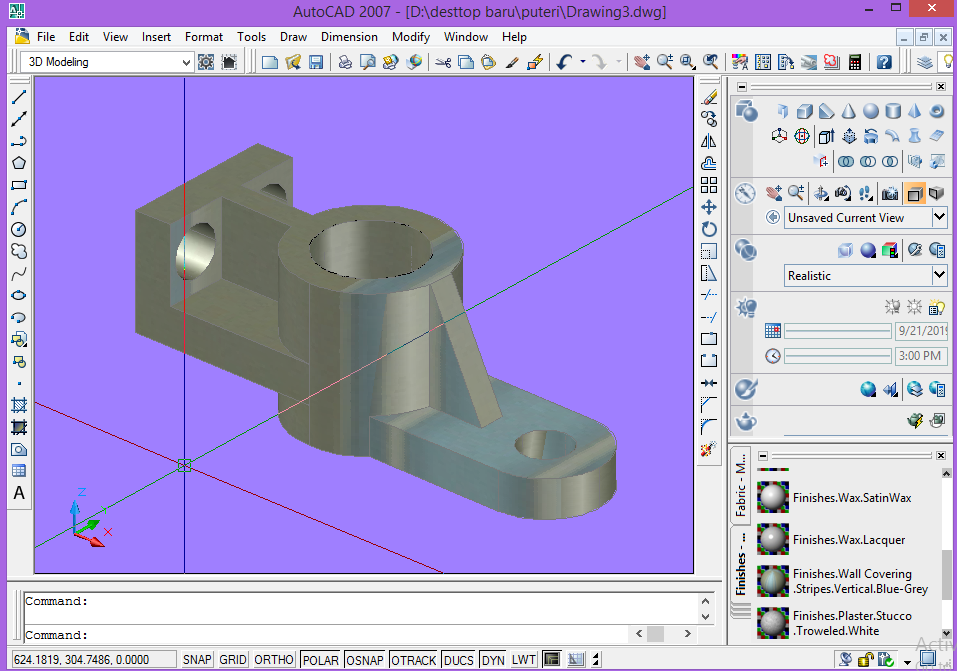 AutoCAD 2007 - [D:\desttop baru\puteri\Drawing3.dwg]
File Edit View Insert Format Tools Draw Dimension Modify Window Help
3D Modeling
Unsaved Current View
Realistic
9/21/201
3:00 PM
Z
X
A
Fabric - M...
Finishes - ...
Finishes.Wax.SatinWax
Finishes.Wax.Lacquer
Finishes.Wall Covering
.Stripes.Vertical.Blue-Grey
Finishes.Plaster.Stucco
.Troweled.White
Command:
Command:
624.1819, 304.7486, 0.0000 SNAP GRID ORTHO POLAR OSNAP OTRACK DUCS DYN LWT